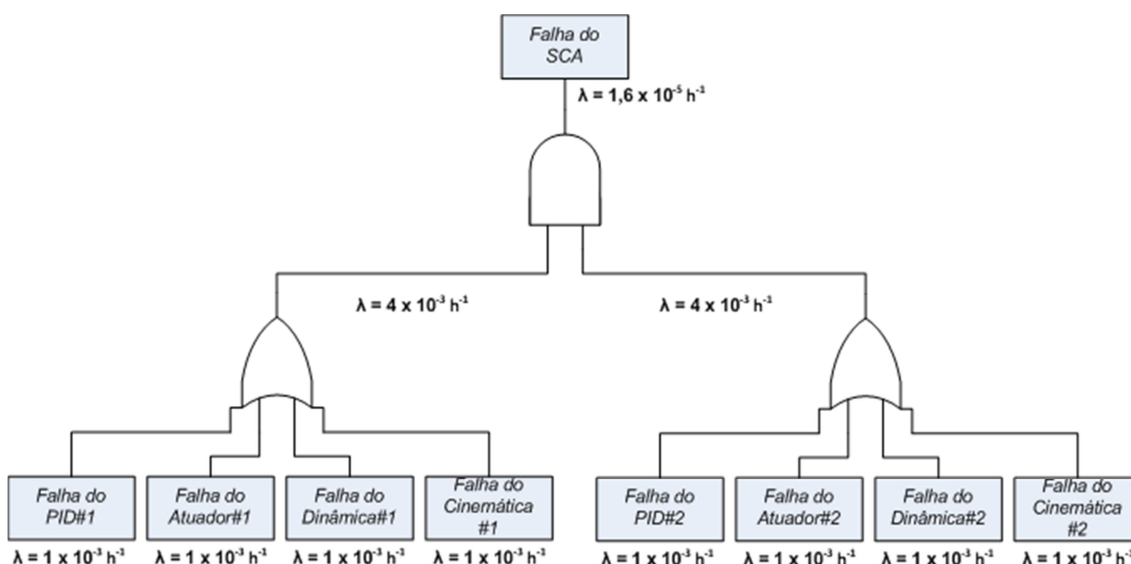 Falha do
SCA
λ = 1,6 x 10⁻⁵ h⁻¹
λ = 4 x 10⁻³ h⁻¹
λ = 4 x 10⁻³ h⁻¹
Falha do
PID#1
Falha do
Atuador#1
Falha do
Dinâmica#1
Falha do
Cinemática
#1
Falha do
PID#2
Falha do
Atuador#2
Falha do
Dinâmica#2
Falha do
Cinemática
#2
λ = 1 x 10⁻³ h⁻¹
λ = 1 x 10⁻³ h⁻¹
λ = 1 x 10⁻³ h⁻¹
λ = 1 x 10⁻³ h⁻¹
λ = 1 x 10⁻³ h⁻¹
λ = 1 x 10⁻³ h⁻¹
λ = 1 x 10⁻³ h⁻¹
λ = 1 x 10⁻³ h⁻¹